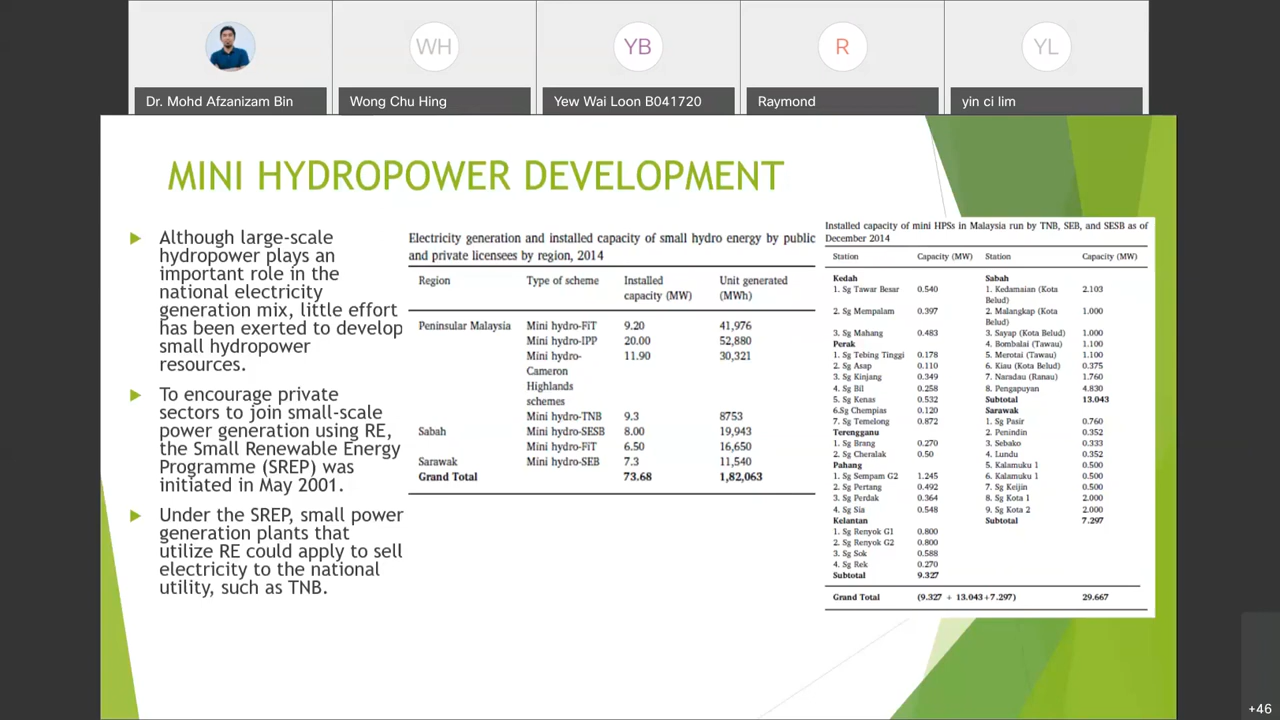 WH
YB
R
YL
Dr. Mohd Afzanizam Bin
Wong Chu Hing
Yew Wai Loon B041720
Raymond
yin ci lim
MINI HYDROPOWER DEVELOPMENT
Although large-scale
hydropower plays an
important role in the
national electricity
generation mix, little effort
has been exerted to develop
small hydropower
resources.
To encourage private
sectors to join small-scale
power generation using RE,
the Small Renewable Energy
Programme (SREP) was
initiated in May 2001.
Under the SREP, small power
generation plants that
utilize RE could apply to sell
electricity to the national
utility, such as TNB.
Electricity generation and installed capacity of small hydro energy by public
and private licensees by region, 2014
Region Type of scheme Installed Unit generated
capacity (MW) (MWh)
Peninsular Malaysia Mini hydro-FiT 9.20 41,976
Mini hydro-IPP 20.00 52,880
Mini hydro- 11.90 30,321
Cameron
Highlands
schemes
Mini hydro-TNB 9.3 8753
Sabah Mini hydro-SESB 8.00 19,943
Mini hydro-FiT 6.50 16,650
Sarawak Mini hydro-SEB 7.3 11,540
Grand Total 73.68 1,82,063
Installed capacity of mini HPSs in Malaysia run by TNB, SEB, and SESB as of
December 2014
Station Capacity (MW) Station Capacity (MW)
Kedah Sabah
1. Sg Tawar Besar 0.540 1. Kedamaian (Kota 2.103
Belud)
2. Sg Mempalam 0.397 2. Malangkap (Kota 1.000
Belud)
3. Sg Mahang 0.483 3. Sayap (Kota Belud) 1.000
Perak 4. Bombalai (Tawau) 1.100
1. Sg Tebing Tinggi 0.178 5. Merotai (Tawau) 1.100
2. Sg Asap 0.110 6. Kiau (Kota Belud) 0.375
3. Sg Kinjang 0.349 7. Naradau (Ranau) 1.760
4. Sg Bil 0.258 8. Pengapuyan 4.830
5. Sg Kenas 0.532 Subtotal 13.043
6.Sg Chempias 0.120 Sarawak
7. Sg Temelong 0.872 1. Sg Pasir 0.760
Terengganu 2. Penindin 0.352
1. Sg Brang 0.270 3. Sebako 0.333
2. Sg Cheralak 0.50 4. Lundu 0.352
Pahang 5. Kalamuku 1 0.500
1. Sg Sempam G2 1.245 6. Kalamuku 1 0.500
2. Sg Pertang 0.492 7. Sg Keijin 0.500
3. Sg Perdak 0.364 8. Sg Kota 1 2.000
4. Sg Sia 0.548 9. Sg Kota 2 2.000
Kelantan Subtotal 7.297
1. Sg Renyok G1 0.800
2. Sg Renyok G2 0.800
3. Sg Sok 0.588
4. Sg Rek 0.270
Subtotal 9.327
Grand Total (9.327 + 13.043+7.297) 29.667
+46